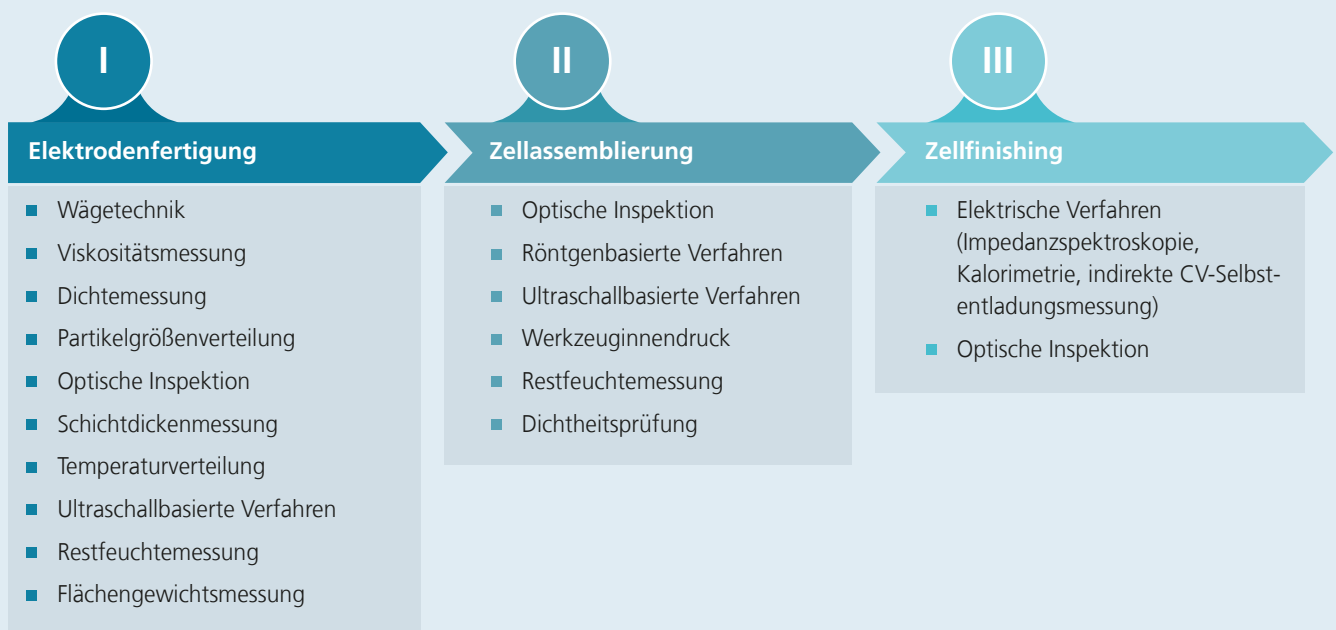 I
Elektrodenfertigung
Wägetechnik
Viskositätsmessung
Dichtemessung
Partikelgrößenverteilung
Optische Inspektion
Schichtdickenmessung
Temperaturverteilung
Ultraschallbasierte Verfahren
Restfeuchtemessung
Flächengewichtsmessung
II
Zellassemblierung
Optische Inspektion
Röntgenbasierte Verfahren
Ultraschallbasierte Verfahren
Werkzeuginnendruck
Restfeuchtemessung
Dichtheitsprüfung
III
Zellfinishing
Elektrische Verfahren
(Impedanzspektroskopie,
Kalorimetrie, indirekte CV-Selbst-
entladungsmessung)
Optische Inspektion